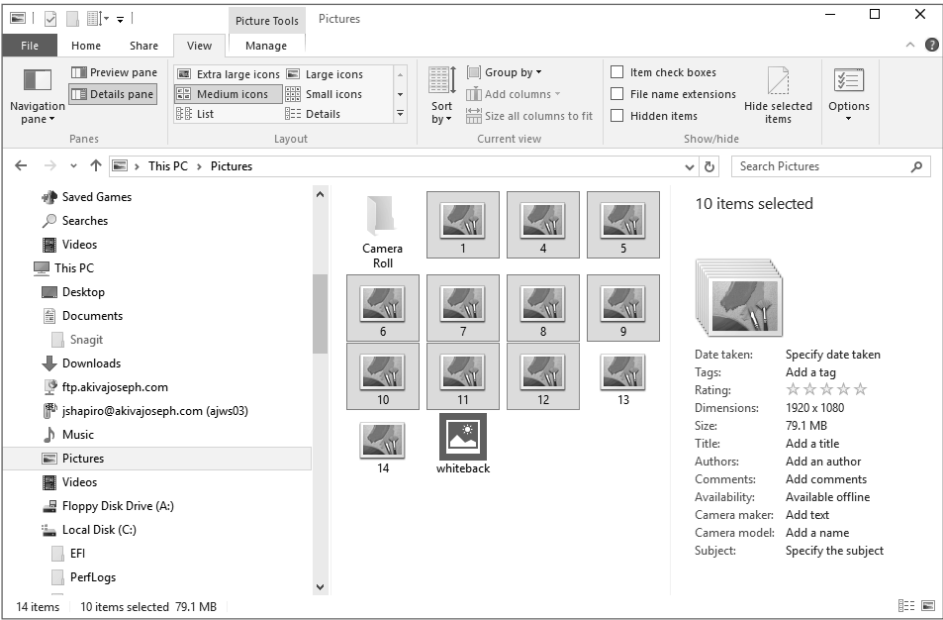 Picture Tools Pictures
File Home Share View Manage
Preview pane
Details pane
Navigation pane
Panes
Extra large icons Large icons
Medium icons Small icons
List Details
Layout
Sort by
Group by
Add columns
Size all columns to fit
Current view
Item check boxes
File name extensions
Hidden items
Hide selected items
Show/hide
Options
This PC > Pictures
Search Pictures
Saved Games
Searches
Videos
This PC
Desktop
Documents
Snagit
Downloads
ftp.akivajoseph.com
jshapiro@akivajoseph.com (ajws03)
Music
Pictures
Videos
Floppy Disk Drive (A:)
Local Disk (C:)
EFI
PerfLogs
Camera Roll
1 4 5
6 7 8 9
10 11 12 13
14 whiteback
10 items selected
Date taken: Specify date taken
Tags: Add a tag
Rating:
Dimensions: 1920 x 1080
Size: 79.1 MB
Title: Add a title
Authors: Add an author
Comments: Add comments
Availability: Available offline
Camera maker: Add text
Camera model: Add a name
Subject: Specify the subject
14 items 10 items selected 79.1 MB